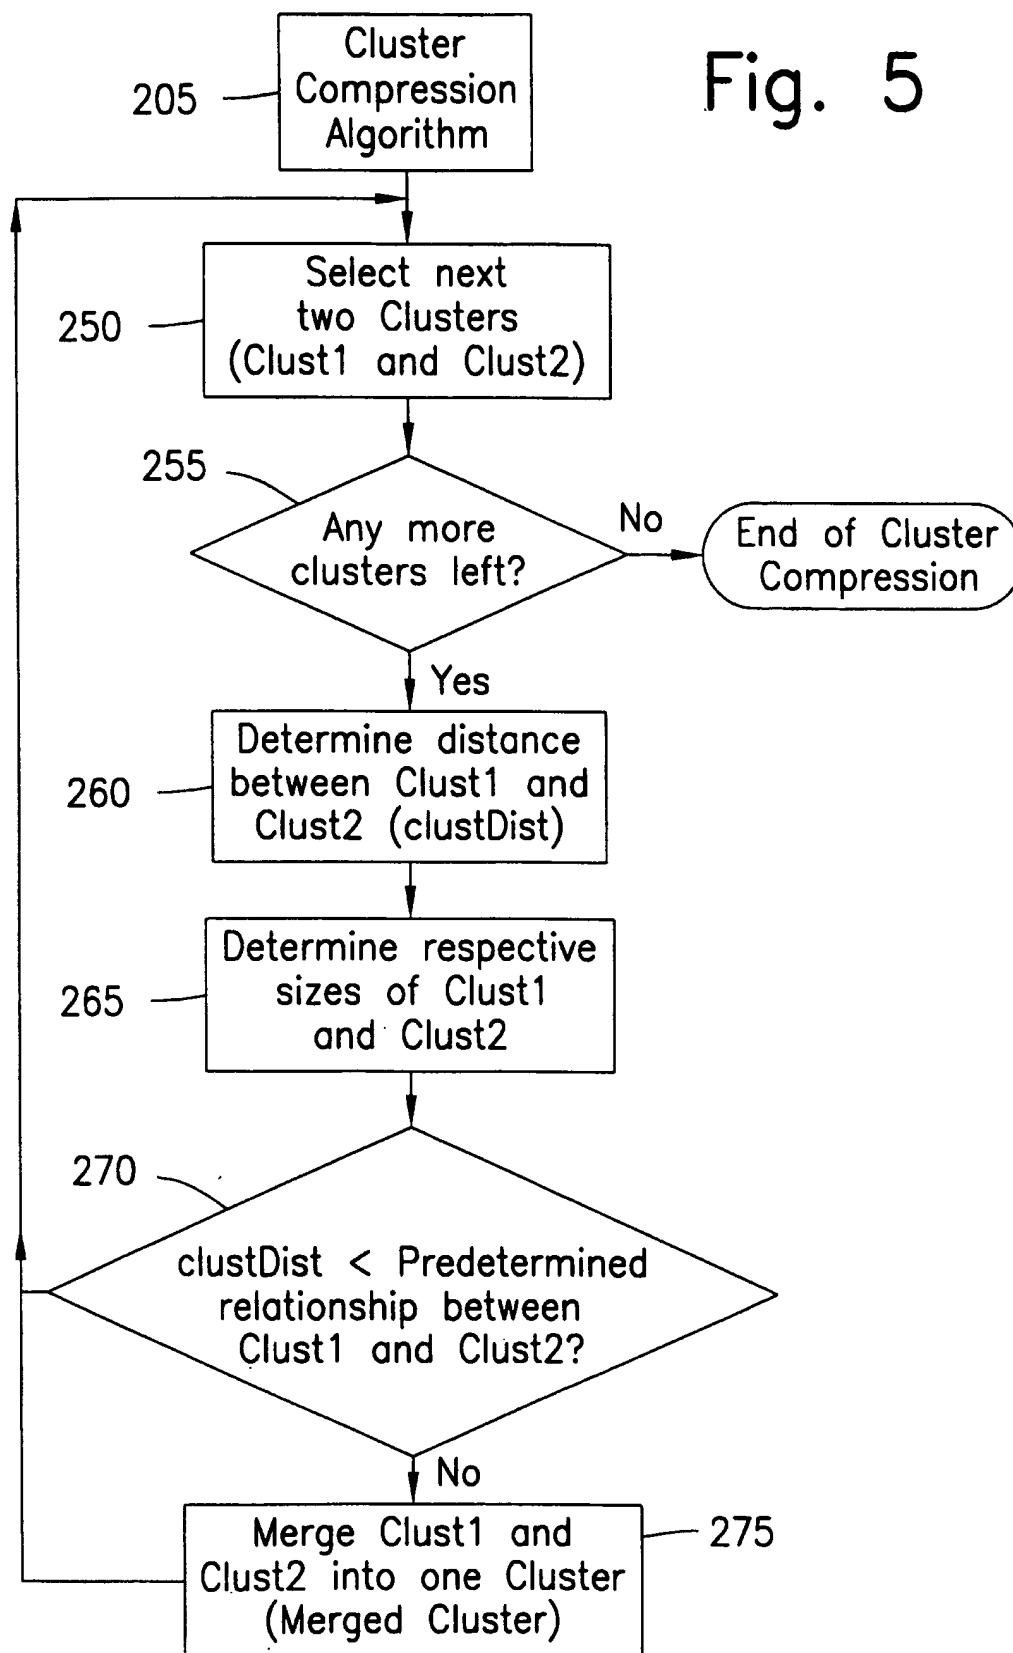 Fig. 5
Cluster
Compression
Algorithm
205
Select next
two Clusters
(Clust1 and Clust2)
250
255
Any more
clusters left?
No
End of Cluster
Compression
Yes
Determine distance
between Clust1 and
Clust2 (clustDist)
260
Determine respective
sizes of Clust1
and Clust2
265
270
clustDist < Predetermined
relationship between
Clust1 and Clust2?
No
Merge Clust1 and
Clust2 into one Cluster
(Merged Cluster)
275